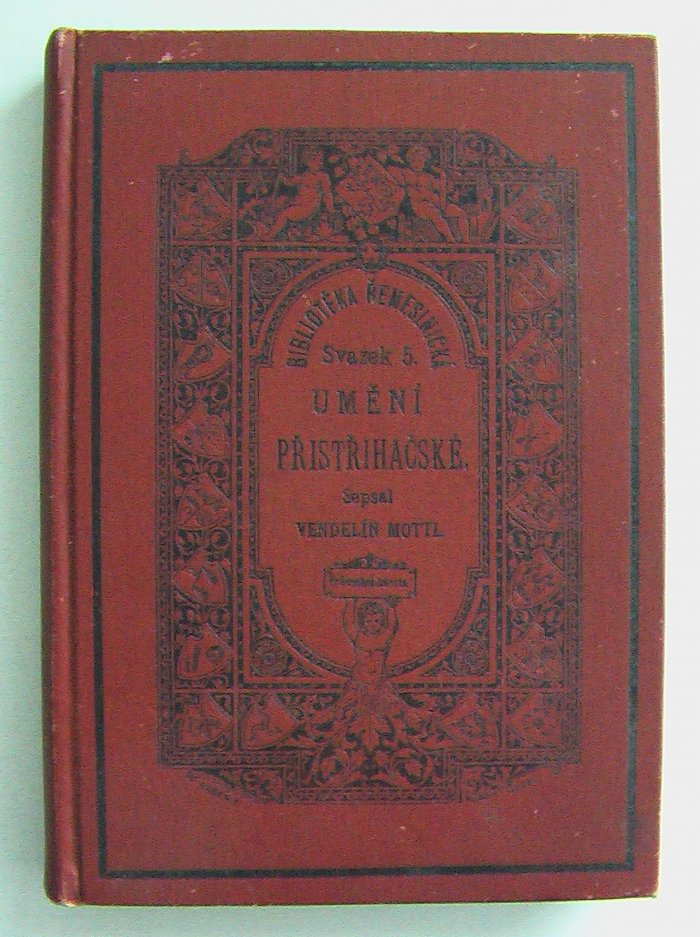 BIBLIOTÉKA ŘEMESLNICKÁ
Svazek 5.
UMĚNÍ
PŘISTŘIHAČSKÉ.
Sepsal
VENDELÍN MOTTL.